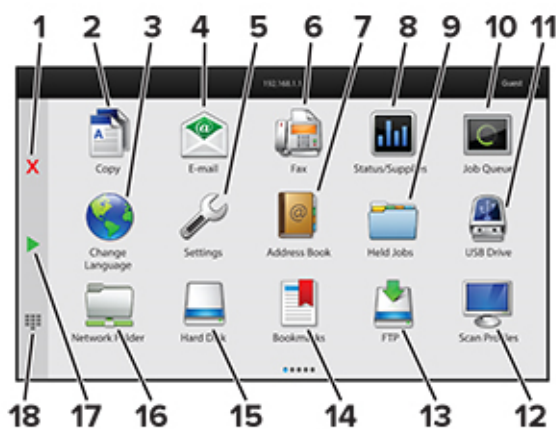 1 2 3 4 5 6 7 8 9 10 11
192.168.1.1
Guest
X
Copy
E-mail
Fax
Status/Supplies
Job Queue
Change
Language
Settings
Address Book
Held Jobs
USB Drive
Network Folder
Hard Disk
Bookmarks
FTP
Scan Profiles
18 17 16 15 14 13 12